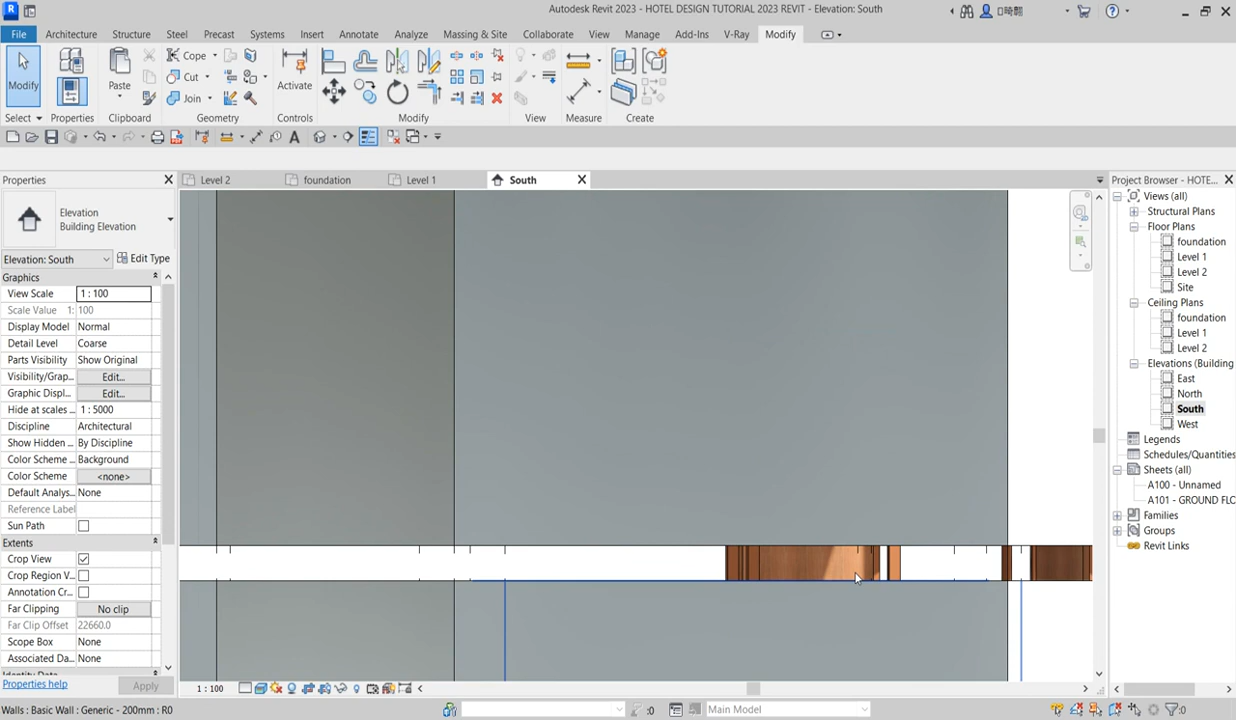 Autodesk Revit 2023 - HOTEL DESIGN TUTORIAL 2023 REVIT - Elevation: South
File Architecture Structure Steel Precast Systems Insert Annotate Analyze Massing & Site Collaborate View Manage Add-Ins V-Ray Modify
Modify
Paste
Cope
Cut
Join
Activate
Select Properties Clipboard Geometry Controls Modify View Measure Create
Properties
Level 2
foundation
Level 1
South
Project Browser - HOTE...
Elevation
Building Elevation
Elevation: South
Edit Type
Graphics
View Scale 1 : 100
Scale Value 1: 100
Display Model Normal
Detail Level Coarse
Parts Visibility Show Original
Visibility/Grap... Edit...
Graphic Displ... Edit...
Hide at scales ... 1 : 5000
Discipline Architectural
Show Hidden ... By Discipline
Color Scheme ... Background
Color Scheme <none>
Default Analys... None
Reference Label
Sun Path
Extents
Crop View
Crop Region V...
Annotation Cr...
Far Clipping No clip
Far Clip Offset 22660.0
Scope Box None
Associated Da... None
Properties help
Apply
Views (all)
Structural Plans
Floor Plans
foundation
Level 1
Level 2
Site
Ceiling Plans
foundation
Level 1
Level 2
Elevations (Building
East
North
South
West
Legends
Schedules/Quantities
Sheets (all)
A100 - Unnamed
A101 - GROUND FLO
Families
Groups
Revit Links
1 : 100
Walls : Basic Wall : Generic - 200mm : R0
:0
Main Model
:0